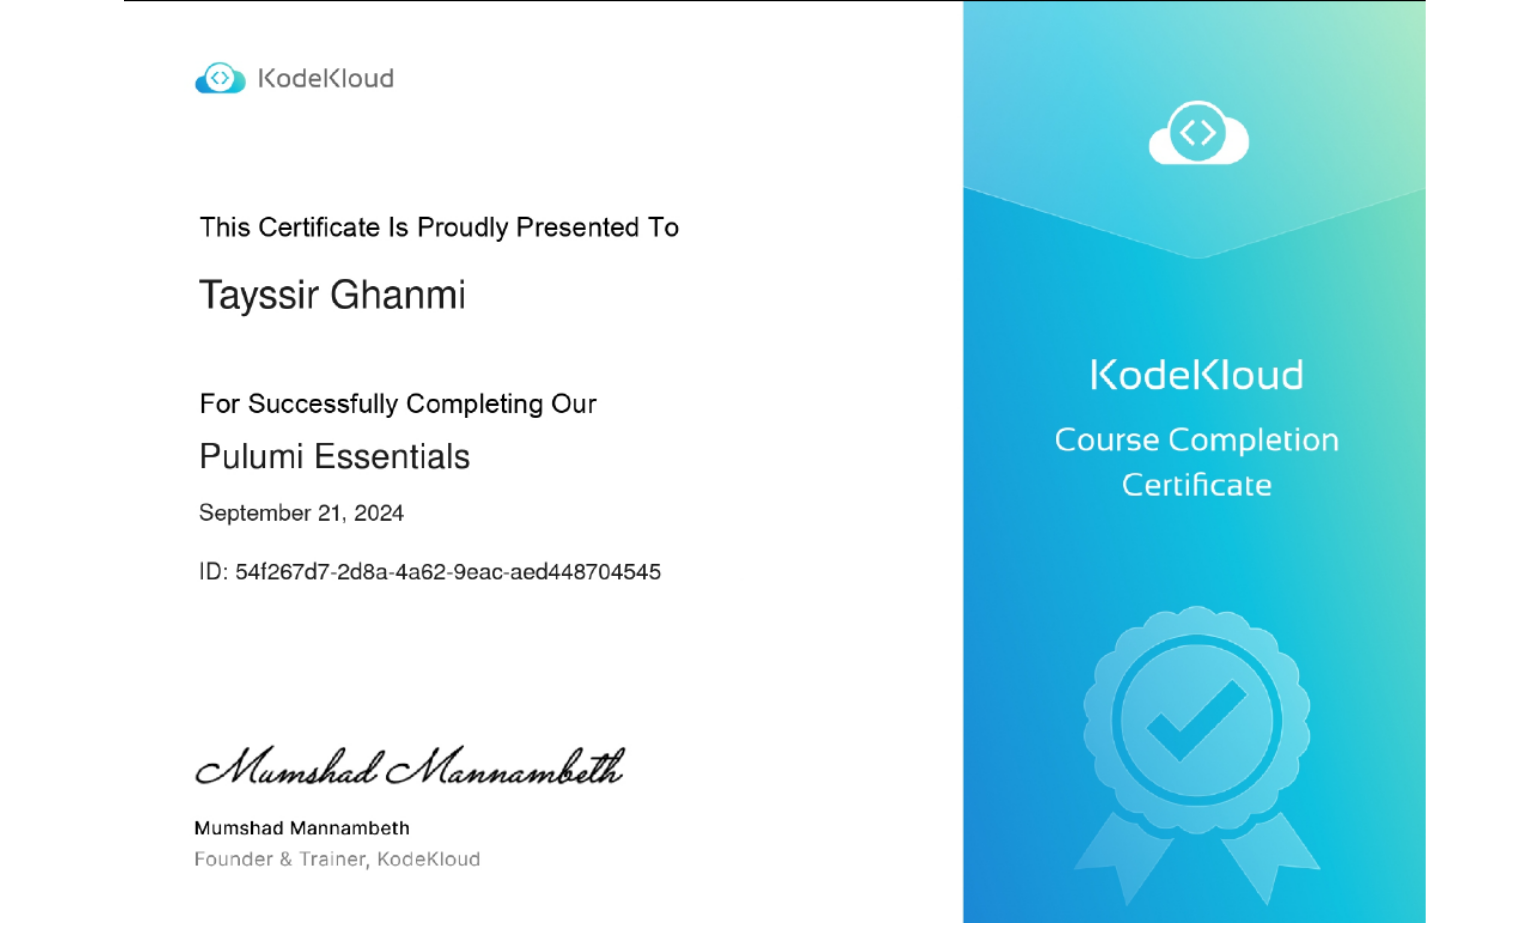 KodeKloud
This Certificate Is Proudly Presented To
Tayssir Ghanmi
For Successfully Completing Our
Pulumi Essentials
September 21, 2024
ID: 54f267d7-2d8a-4a62-9eac-aed448704545
Mumshad Mannambeth
Mumshad Mannambeth
Founder & Trainer, KodeKloud
KodeKloud
Course Completion
Certificate